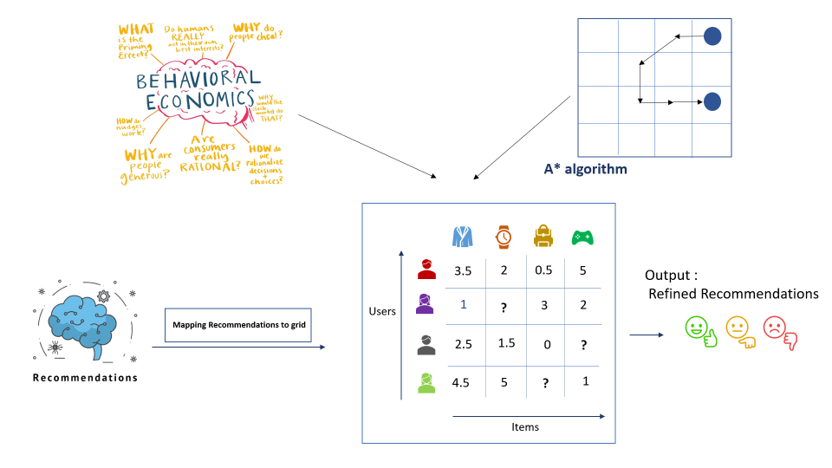 WHAT
is the
Priming
Effect?
Do humans
REALLY
act in their own
best interests?
WHY do
people cheat?
BEHAVIORAL
ECONOMICS
HOW do
nudges
work?
WHY
would the
THAT?
WHY are
people
generous?
Are
consumers
really
RATIONAL?
HOW do
we
rationalize
decisions
+
choices?
A* algorithm
Recommendations
Mapping Recommendations to grid
Users
3.5 2 0.5 5
1 ? 3 2
2.5 1.5 0 ?
4.5 5 ? 1
Items
Output :
Refined Recommendations